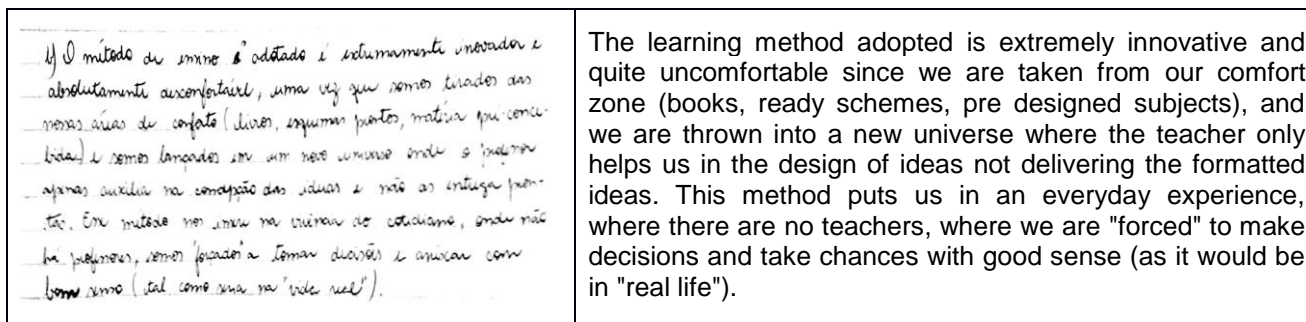 1) O método de ensino é adotado é extremamente inovador e
absolutamente desconfortável, uma vez que somos tirados das
nossas áreas de conforto (livros, esquemas prontos, matéria pré-conce-
bida) e somos lançados em um novo universo onde o professor
apenas auxilia na concepção das ideias e não as entrega pron-
tas. Esse método nos insere na vivência do cotidiano, onde não
há professores, somos "forçados" a tomar decisões e arriscar com
bom senso (tal como seria na "vida real").
The learning method adopted is extremely innovative and
quite uncomfortable since we are taken from our comfort
zone (books, ready schemes, pre designed subjects), and
we are thrown into a new universe where the teacher only
helps us in the design of ideas not delivering the formatted
ideas. This method puts us in an everyday experience,
where there are no teachers, where we are "forced" to make
decisions and take chances with good sense (as it would be
in "real life").